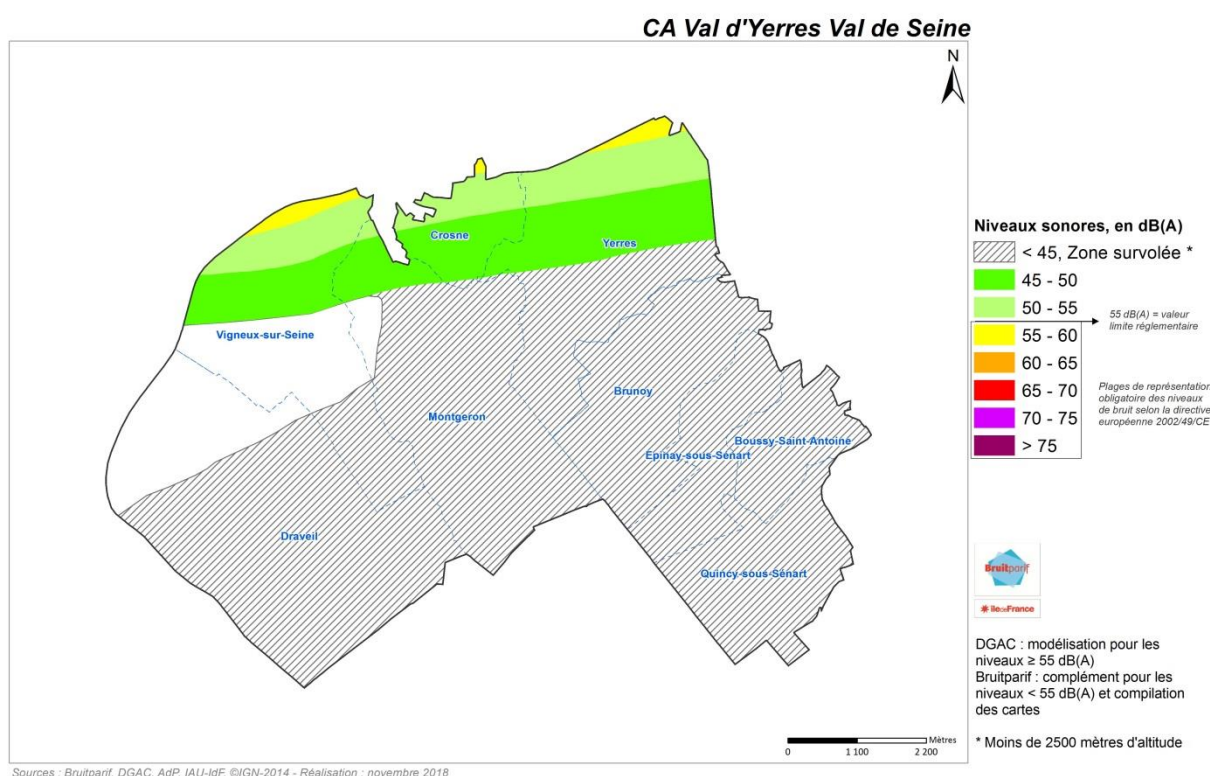 CA Val d'Yerres Val de Seine
N
Crosne
Yerres
Vigneux-sur-Seine
Brunoy
Montgeron
Boussy-Saint-Antoine
Epinay-sous-Sénart
Draveil
Quincy-sous-Sénart
Niveaux sonores, en dB(A)
< 45, Zone survolée *
45 - 50
50 - 55
55 dB(A) = valeur
limite réglementaire
55 - 60
60 - 65
65 - 70
Plages de représentation
obligatoire des niveaux
de bruit selon la directive
européenne 2002/49/CE
70 - 75
> 75
Bruitparif
île de France
DGAC : modélisation pour les
niveaux ≥ 55 dB(A)
Bruitparif : complément pour les
niveaux < 55 dB(A) et compilation
des cartes
* Moins de 2500 mètres d'altitude
Mètres
0 1 100 2 200
Sources : Bruitparif, DGAC, AdP, IAU-IdF, ©IGN-2014 - Réalisation : novembre 2018